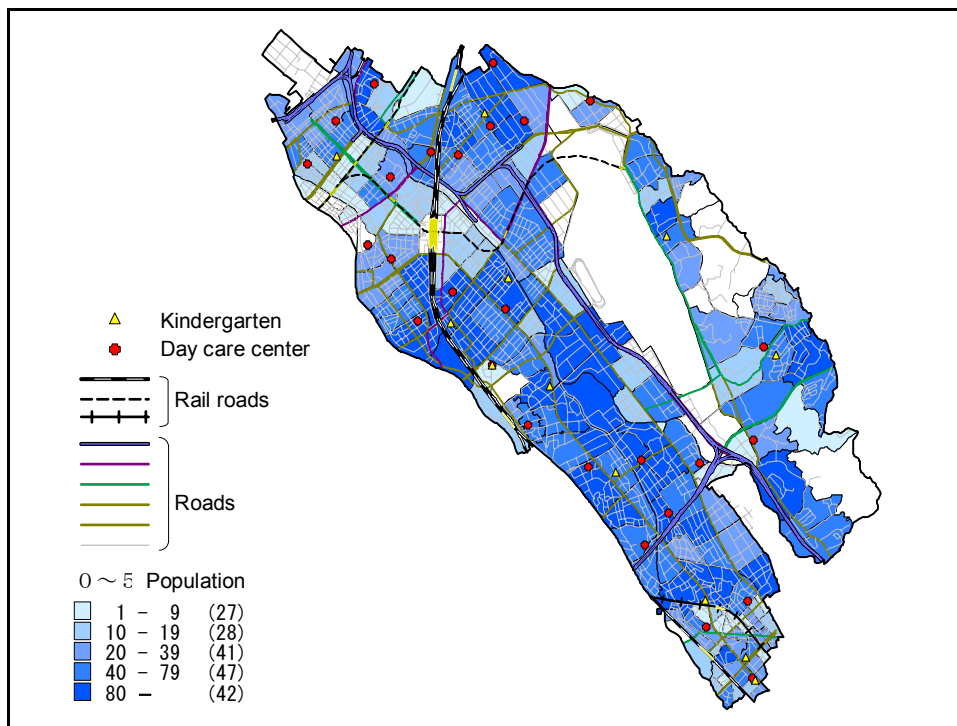 Kindergarten
Day care center
Rail roads
Roads
0～5 Population
1 − 9 (27)
10 − 19 (28)
20 − 39 (41)
40 − 79 (47)
80 − (42)